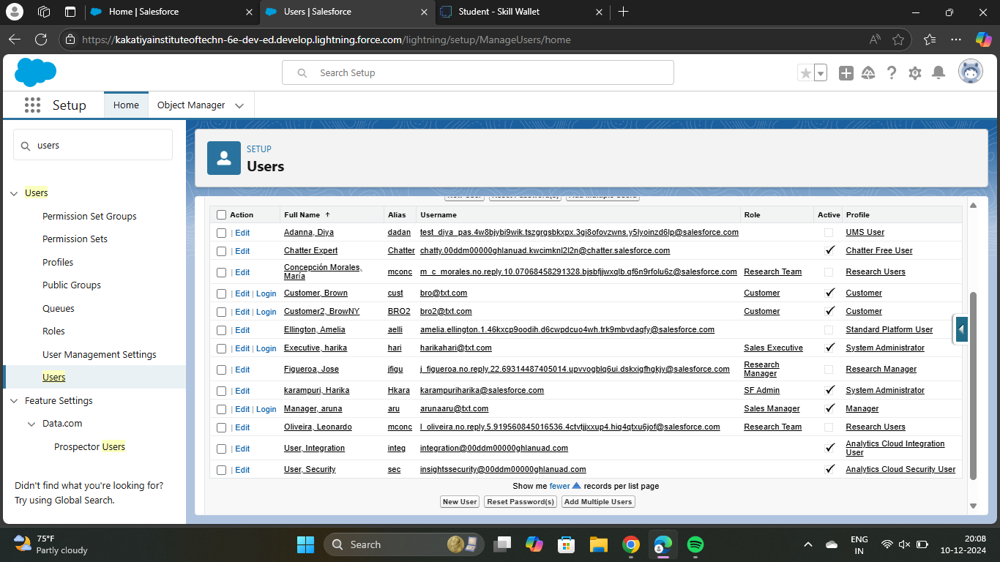 Home | Salesforce
Users | Salesforce
Student - Skill Wallet
https://kakatiyainstituteoftechn-6e-dev-ed.develop.lightning.force.com/lightning/setup/ManageUsers/home
Search Setup
Setup
Home
Object Manager
users
Users
Permission Set Groups
Permission Sets
Profiles
Public Groups
Queues
Roles
User Management Settings
Users
Feature Settings
Data.com
Prospector Users
Didn't find what you're looking for?
Try using Global Search.
SETUP
Users
New User Reset Password(s) Add Multiple Users
Action Full Name Alias Username Role Active Profile
| Edit Adanna, Diya dadan test_diya_pas.4w8bjybi9wik.tszgrgsbkxpx.3gi8ofovzwns.y5lyoinzd6lp@salesforce.com UMS User
| Edit Chatter Expert Chatter chatty.00ddm00000ghlanuad.kwcimknl2l2n@chatter.salesforce.com Chatter Free User
| Edit Concepción Morales, María mconc m_c_morales.no.reply.10.07068458291328.bjsbfjjwxqlb.qf6n9rfolu6z@salesforce.com Research Team Research Users
| Edit | Login Customer, Brown cust bro@txt.com Customer Customer
| Edit | Login Customer2, BrowNY BRO2 bro2@txt.com Customer Customer
| Edit Ellington, Amelia aelli amelia.ellington.1.46kxcp9oodih.d6cwpdcuo4wh.trk9mbvdaqfy@salesforce.com Standard Platform User
| Edit | Login Executive, harika hari harikahari@txt.com Sales Executive System Administrator
| Edit Figueroa, Jose jfigu j_figueroa.no.reply.22.69314487405014.upvvogblq6ui.dskxigfhgkjy@salesforce.com Research Manager Research Manager
| Edit karampuri, Harika Hkara karampuriharika@salesforce.com SF Admin System Administrator
| Edit | Login Manager, aruna aru arunaaru@txt.com Sales Manager Manager
| Edit Oliveira, Leonardo mconc l_oliveira.no.reply.5.919560845016536.4ctvtjjxxup4.hiq4qtxu6jof@salesforce.com Research Team Research Users
| Edit User, Integration integ integration@00ddm00000ghlanuad.com Analytics Cloud Integration User
| Edit User, Security sec insightssecurity@00ddm00000ghlanuad.com Analytics Cloud Security User
Show me fewer records per list page
New User Reset Password(s) Add Multiple Users
75°F
Partly cloudy
Search
ENG
IN
20:08
10-12-2024